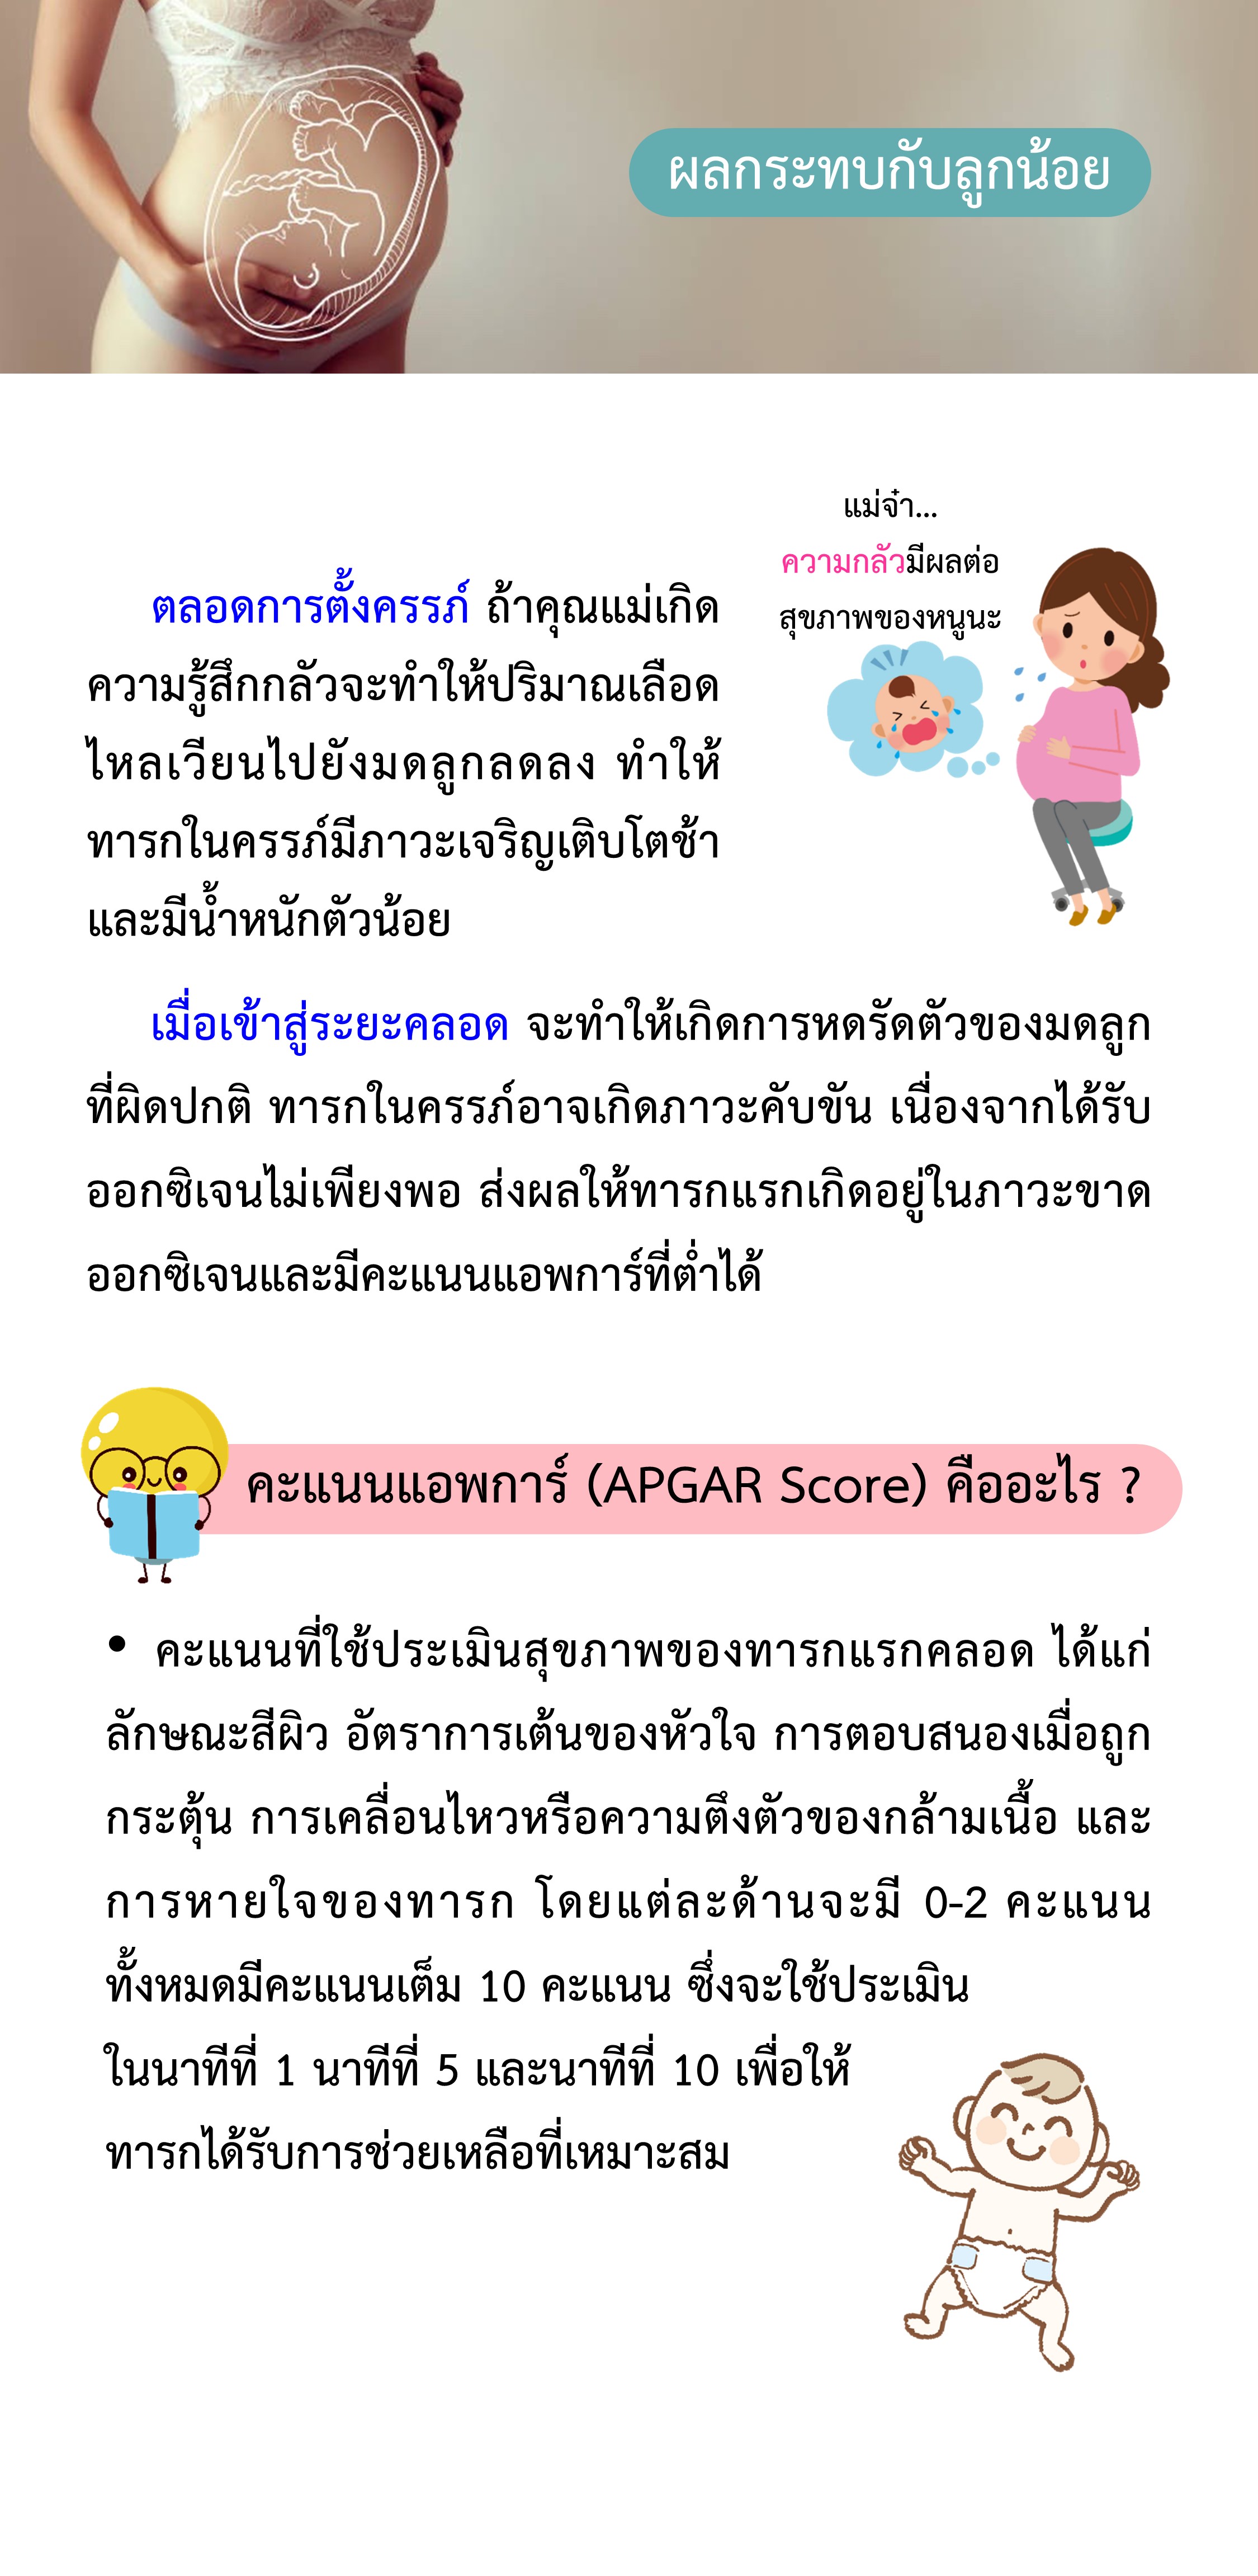 ผลกระทบกับลูกน้อย
แม่จ๋า...
ความกลัวมีผลต่อ
สุขภาพของหนูนะ
ตลอดการตั้งครรภ์ ถ้าคุณแม่เกิด
ความรู้สึกกลัวจะทำให้ปริมาณเลือด
ไหลเวียนไปยังมดลูกลดลง ทำให้
ทารกในครรภ์มีภาวะเจริญเติบโตช้า
และมีน้ำหนักตัวน้อย
เมื่อเข้าสู่ระยะคลอด จะทำให้เกิดการหดรัดตัวของมดลูก
ที่ผิดปกติ ทารกในครรภ์อาจเกิดภาวะคับขัน เนื่องจากได้รับ
ออกซิเจนไม่เพียงพอ ส่งผลให้ทารกแรกเกิดอยู่ในภาวะขาด
ออกซิเจนและมีคะแนนแอพการ์ที่ต่ำได้
คะแนนแอพการ์ (APGAR Score) คืออะไร ?
• คะแนนที่ใช้ประเมินสุขภาพของทารกแรกคลอด ได้แก่
ลักษณะสีผิว อัตราการเต้นของหัวใจ การตอบสนองเมื่อถูก
กระตุ้น การเคลื่อนไหวหรือความตึงตัวของกล้ามเนื้อ และ
การหายใจของทารก โดยแต่ละด้านจะมี 0-2 คะแนน
ทั้งหมดมีคะแนนเต็ม 10 คะแนน ซึ่งจะใช้ประเมิน
ในนาทีที่ 1 นาทีที่ 5 และนาทีที่ 10 เพื่อให้
ทารกได้รับการช่วยเหลือที่เหมาะสม